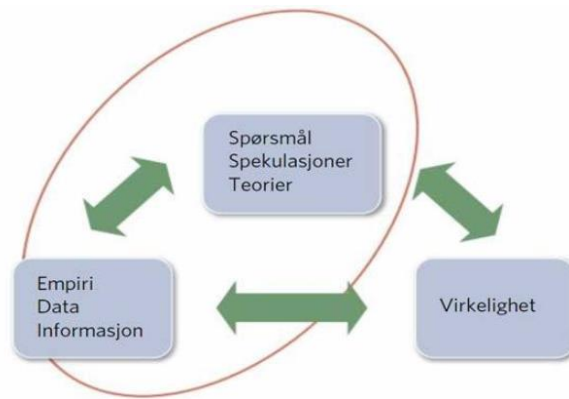 Spørsmål
Spekulasjoner
Teorier
Empiri
Data
Informasjon
Virkelighet